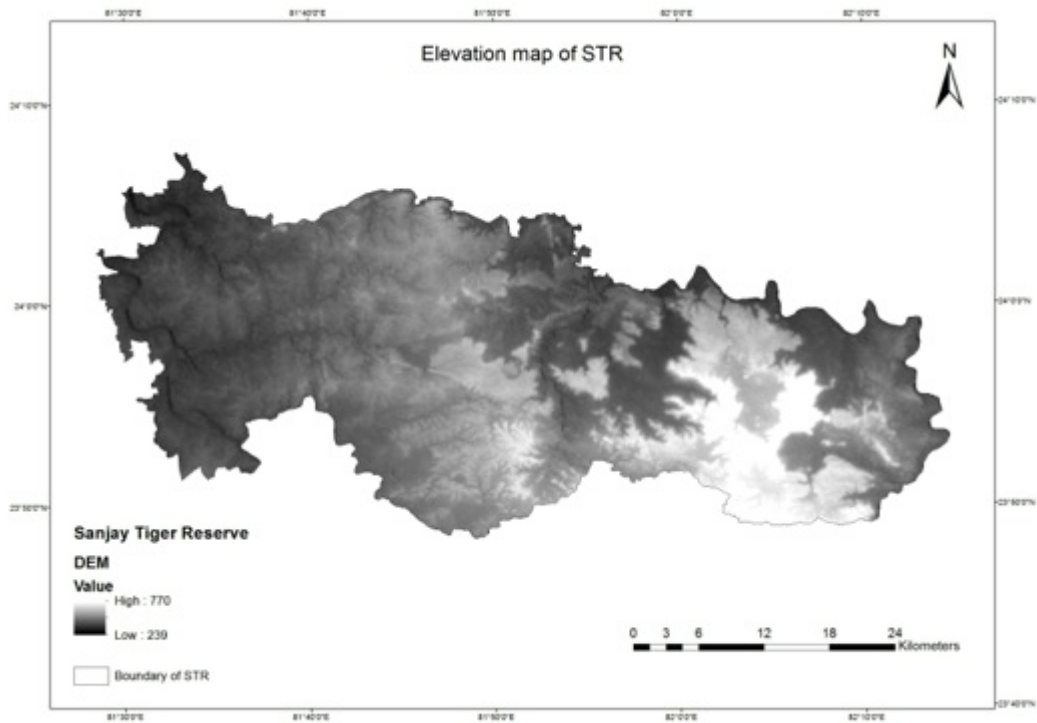 81°30'0"E 81°40'0"E 81°50'0"E 82°0'0"E 82°10'0"E
Elevation map of STR
N
24°10'0"N 24°10'0"N
24°0'0"N 24°0'0"N
23°50'0"N 23°50'0"N
Sanjay Tiger Reserve
DEM
Value
High : 770
Low : 239
0 3 6 12 18 24
Kilometers
Boundary of STR
23°40'0"N
81°30'0"E 81°40'0"E 81°50'0"E 82°0'0"E 82°10'0"E